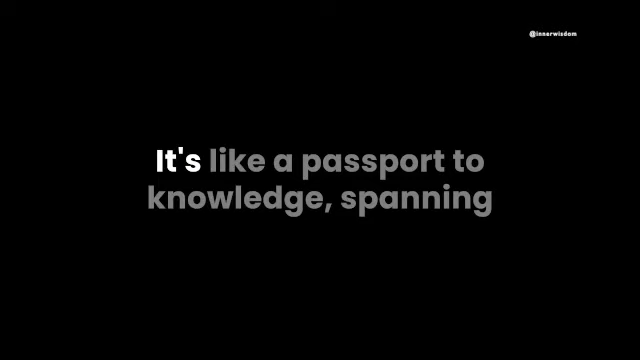 @innerwisdom
It's like a passport to
knowledge, spanning